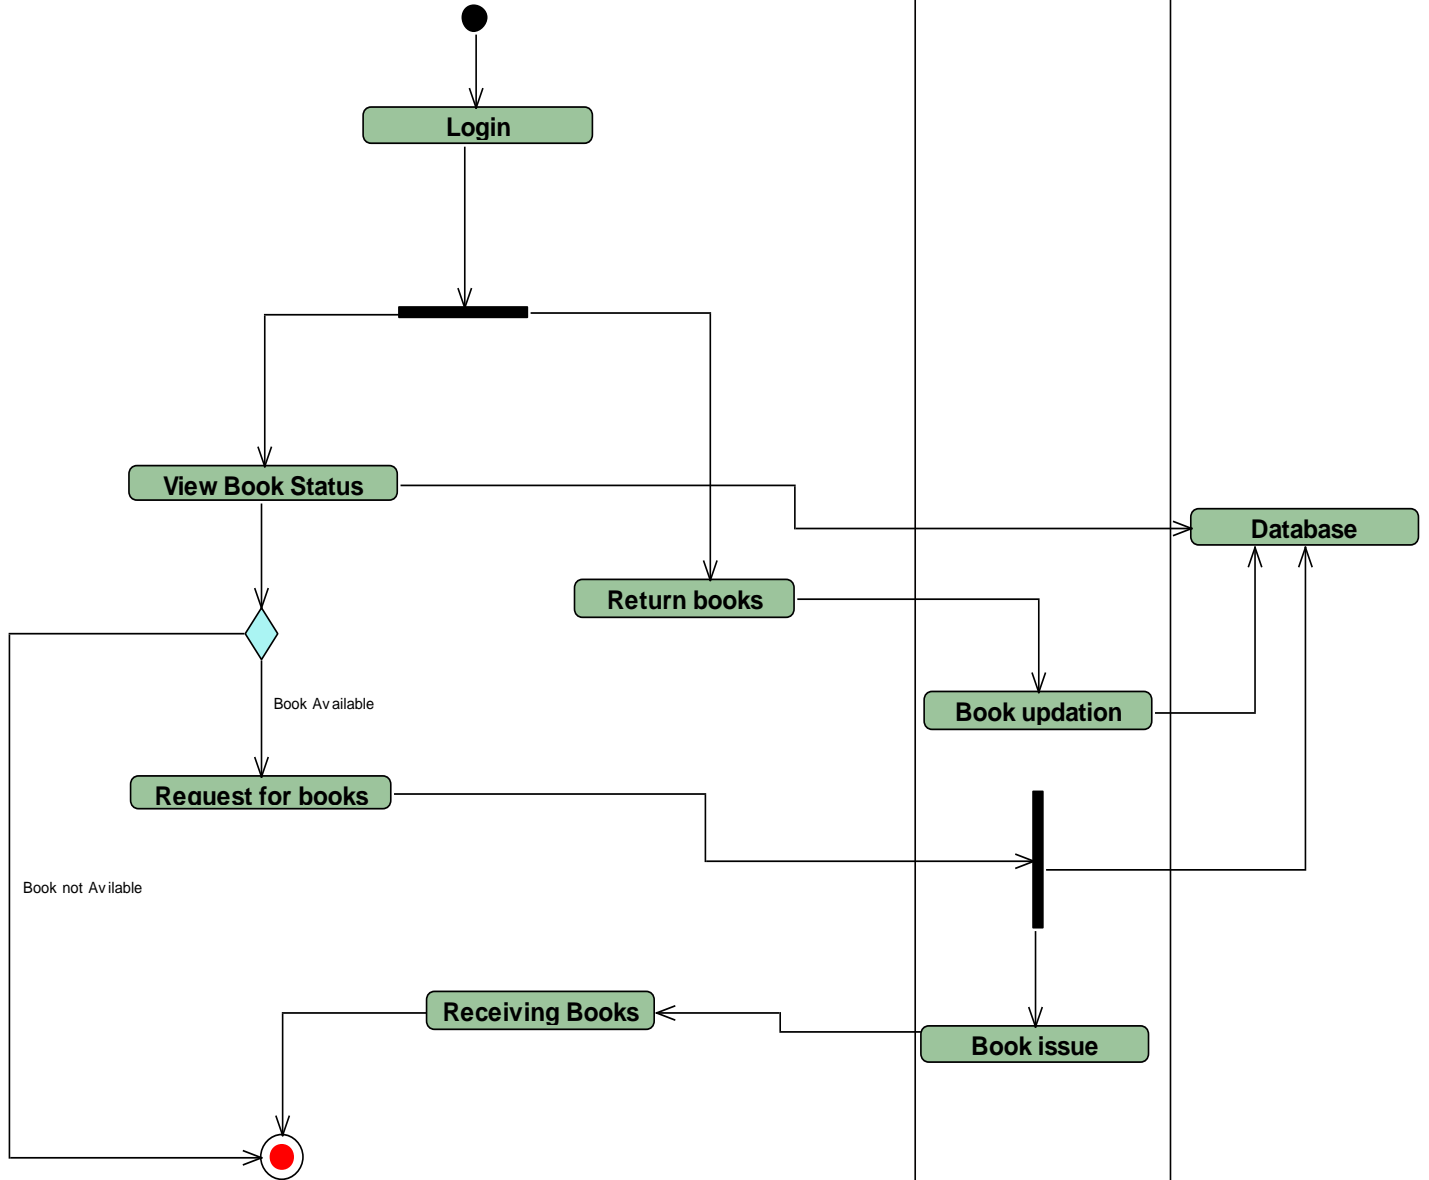 Login
View Book Status
Database
Return books
Book Available
Book updation
Request for books
Book not Avilable
Receiving Books
Book issue